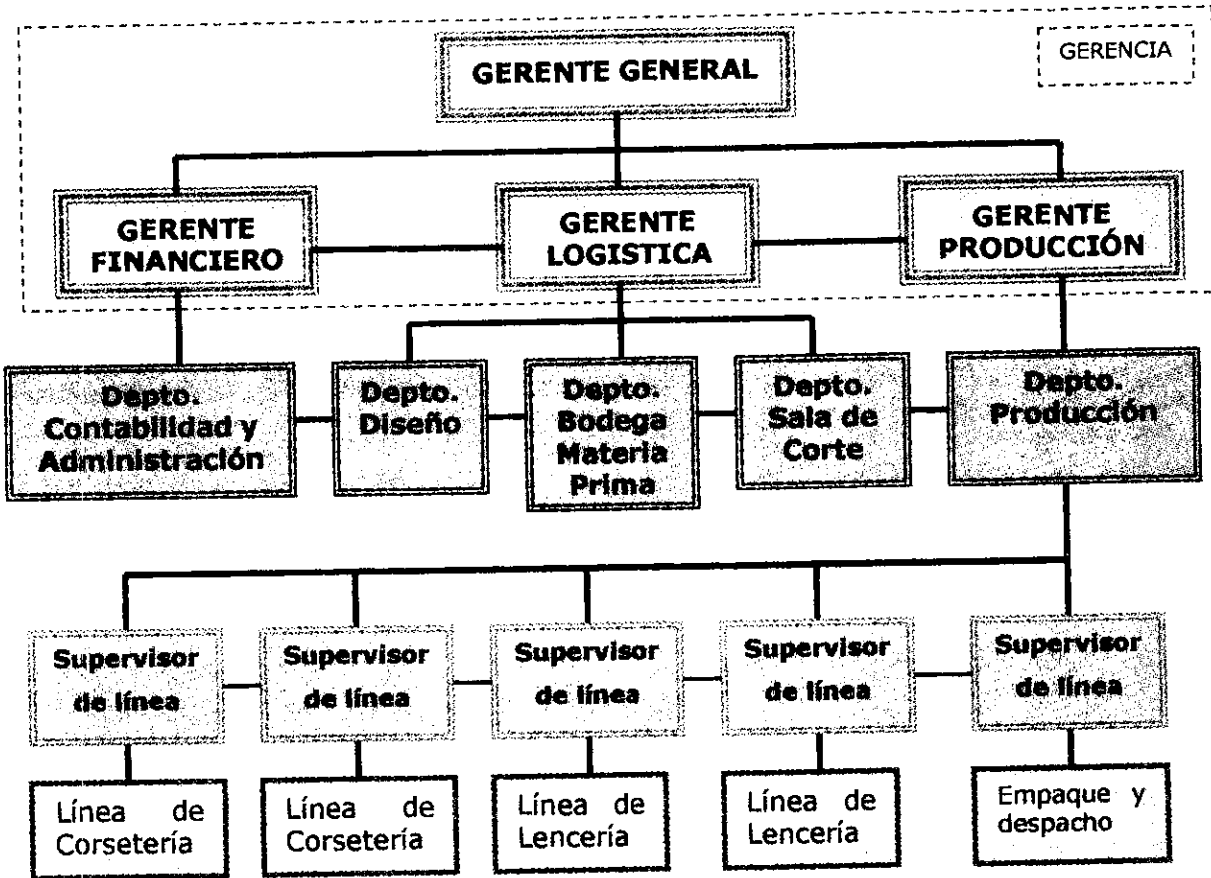 GERENTE GENERAL
GERENCIA
GERENTE
FINANCIERO
GERENTE
LOGISTICA
GERENTE
PRODUCCIÓN
Depto.
Contabilidad y
Administración
Depto.
Diseño
Depto.
Bodega
Materia
Prima
Depto.
Sala de
Corte
Depto.
Producción
Supervisor
de línea
Supervisor
de línea
Supervisor
de línea
Supervisor
de línea
Supervisor
de línea
Línea de
Corsetería
Línea de
Corsetería
Línea de
Lencería
Línea de
Lencería
Empaque y
despacho